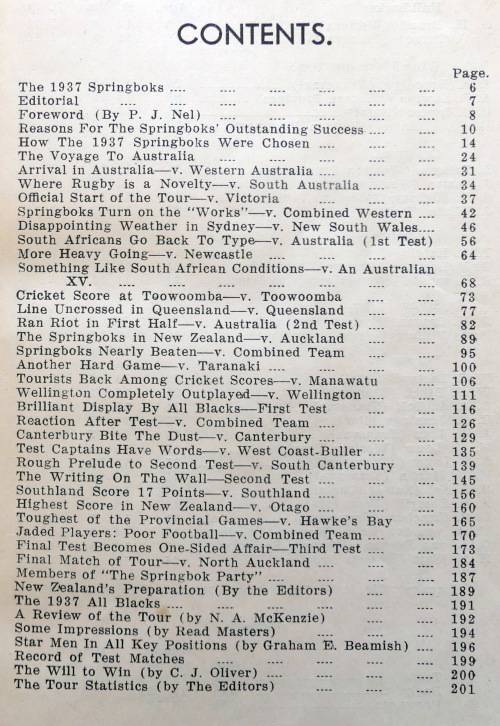 CONTENTS.
Page.
The 1937 Springboks .... .... .... .... .... 6
Editorial .... .... .... .... .... .... 7
Foreword (By P. J. Nel) .... .... .... .... 8
Reasons For The Springboks' Outstanding Success .... .... 10
How The 1937 Springboks Were Chosen .... .... .... 14
The Voyage To Australia .... .... .... .... 24
Arrival in Australia—v. Western Australia .... .... .... 31
Where Rugby is a Novelty—v. South Australia .... .... 34
Official Start of the Tour—v. Victoria .... .... .... 37
Springboks Turn on the "Works"—v. Combined Western .... 42
Disappointing Weather in Sydney—v. New South Wales.... 46
South Africans Go Back To Type—v. Australia (1st Test) 56
More Heavy Going—v. Newcastle .... .... .... .... 64
Something Like South African Conditions—v. An Australian
XV. .... .... .... .... .... .... 68
Cricket Score at Toowoomba—v. Toowoomba .... .... 73
Line Uncrossed in Queensland—v. Queensland .... .... 77
Ran Riot in First Half—v. Australia (2nd Test) .... .... 82
The Springboks in New Zealand—v. Auckland .... .... 89
Springboks Nearly Beaten—v. Combined Team .... .... 95
Another Hard Game—v. Taranaki .... .... .... .... 100
Tourists Back Among Cricket Scores—v. Manawatu .... 106
Wellington Completely Outplayed—v. Wellington .... .... 111
Brilliant Display By All Blacks—First Test .... .... 116
Reaction After Test—v. Combined Team .... .... .... 126
Canterbury Bite The Dust—v. Canterbury .... .... .... 129
Test Captains Have Words—v. West Coast-Buller .... .... 135
Rough Prelude to Second Test—v. South Canterbury .... 139
The Writing On The Wall—Second Test .... .... .... 145
Southland Score 17 Points—v. Southland .... .... .... 156
Highest Score in New Zealand—v. Otago .... .... .... 160
Toughest of the Provincial Games—v. Hawke's Bay .... 165
Jaded Players: Poor Football—v. Combined Team .... .... 170
Final Test Becomes One-Sided Affair—Third Test .... .... 173
Final Match of Tour—v. North Auckland .... .... .... 184
Members of "The Springbok Party" .... .... .... .... 187
New Zealand's Preparation (By the Editors) .... .... 189
The 1937 All Blacks .... .... .... .... .... 191
A Review of the Tour (by N. A. McKenzie) .... .... 192
Some Impressions (by Read Masters) .... .... .... 194
Star Men In All Key Positions (by Graham E. Beamish) .... 196
Record of Test Matches .... .... .... .... 199
The Will to Win (by C. J. Oliver) .... .... .... .... 200
The Tour Statistics (by The Editors) .... .... .... 201